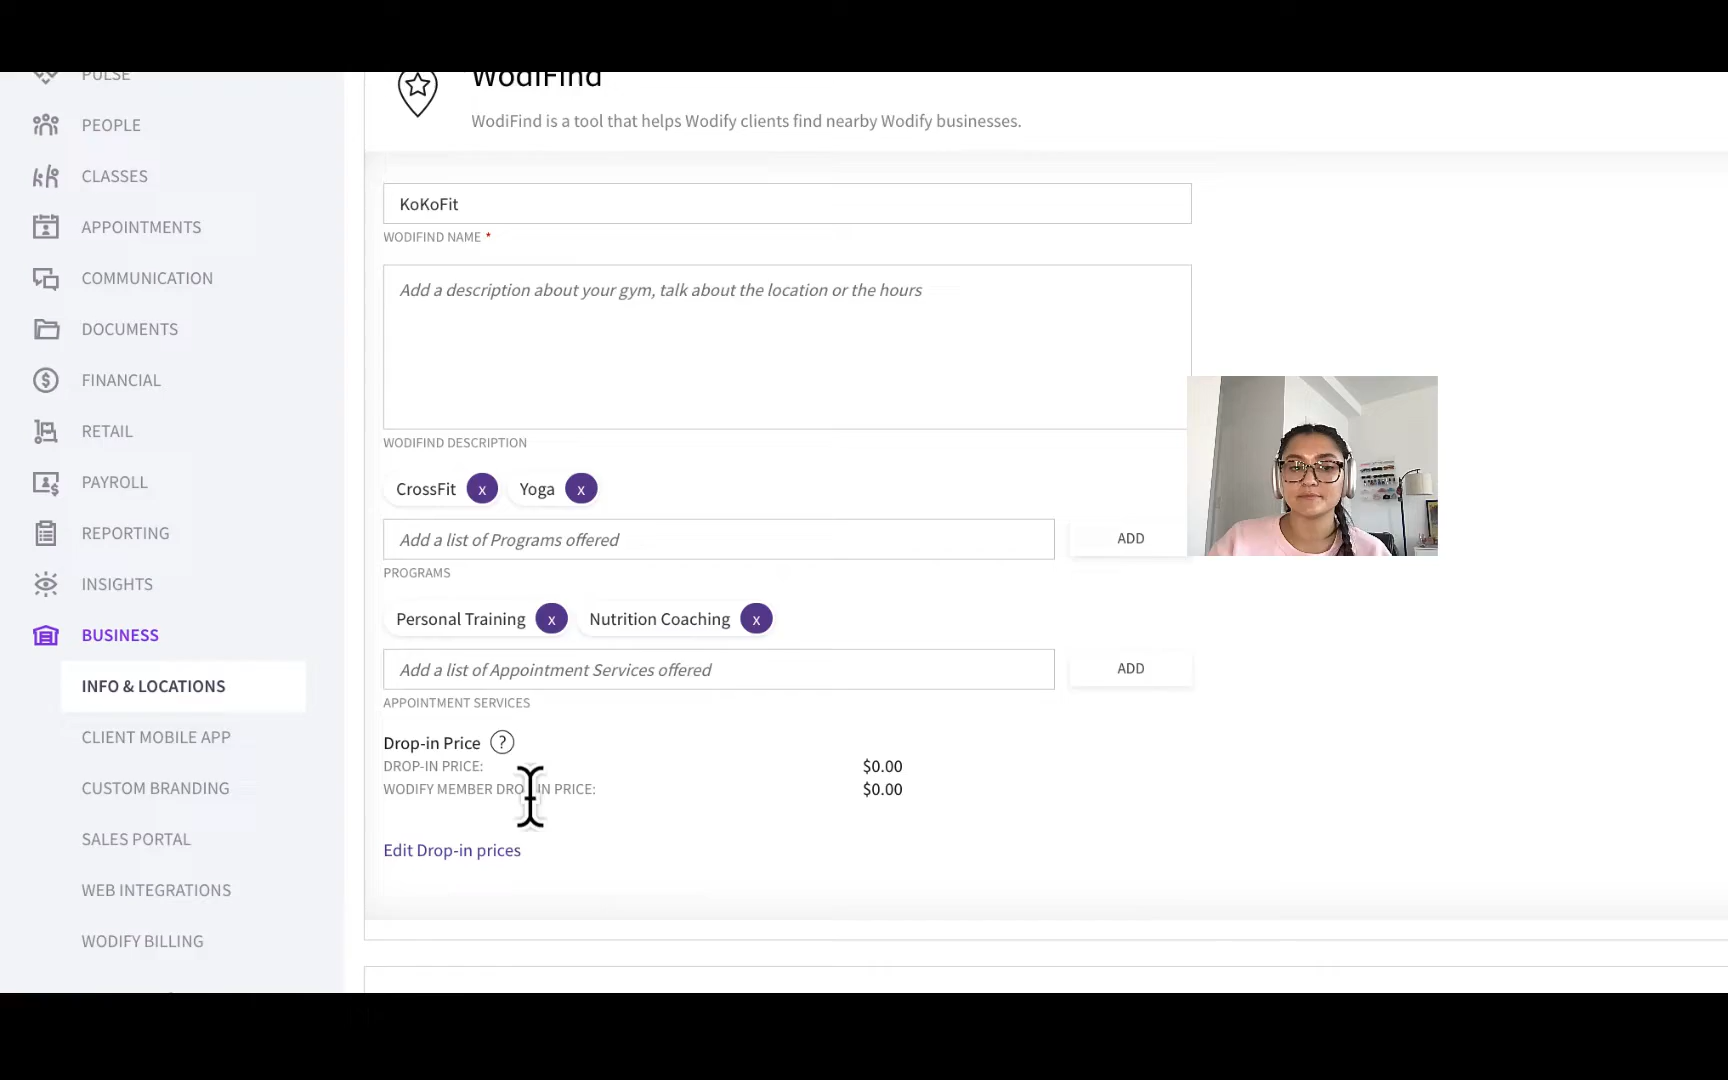 PULSE
PEOPLE
CLASSES
APPOINTMENTS
COMMUNICATION
DOCUMENTS
FINANCIAL
RETAIL
PAYROLL
REPORTING
INSIGHTS
BUSINESS
INFO & LOCATIONS
CLIENT MOBILE APP
CUSTOM BRANDING
SALES PORTAL
WEB INTEGRATIONS
WODIFY BILLING
WodiFind
WodiFind is a tool that helps Wodify clients find nearby Wodify businesses.
KoKoFit
WODIFIND NAME *
Add a description about your gym, talk about the location or the hours
WODIFIND DESCRIPTION
CrossFit x Yoga x
Add a list of Programs offered ADD
PROGRAMS
Personal Training x Nutrition Coaching x
Add a list of Appointment Services offered ADD
APPOINTMENT SERVICES
Drop-in Price ?
DROP-IN PRICE: $0.00
WODIFY MEMBER DROP-IN PRICE: $0.00
Edit Drop-in prices